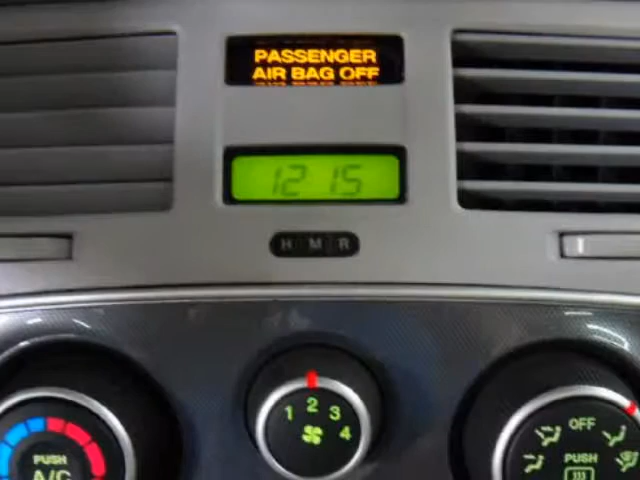 PASSENGER
AIR BAG OFF
12 15
H M R
1 2 3 4
PUSH
A/C
OFF
PUSH